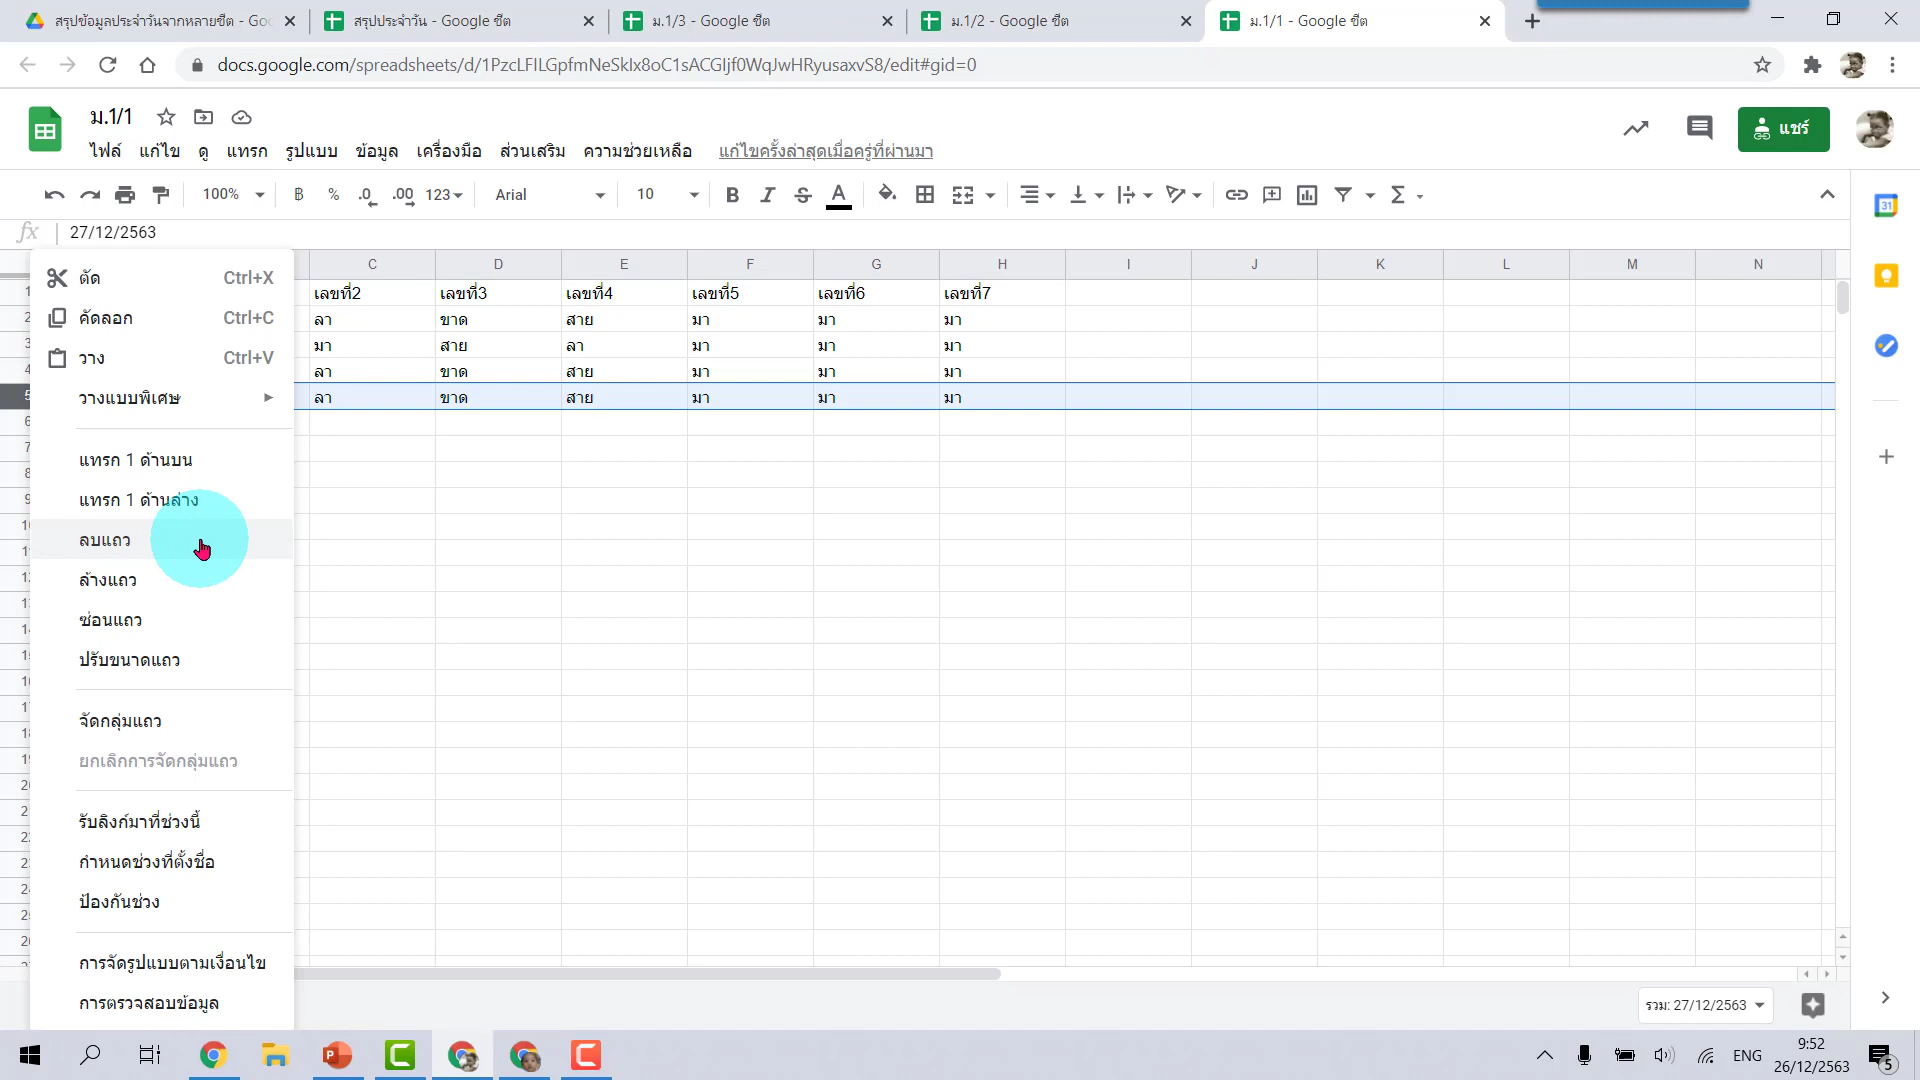 สรุปข้อมูลประจำวันจากหลายชีต - Goo
สรุปประจำวัน - Google ชีต
ม.1/3 - Google ชีต
ม.1/2 - Google ชีต
ม.1/1 - Google ชีต
docs.google.com/spreadsheets/d/1PzcLFILGpfmNeSklx8oC1sACGIjf0WqJwHRyusaxvS8/edit#gid=0
ม.1/1
แชร์
ไฟล์ แก้ไข ดู แทรก รูปแบบ ข้อมูล เครื่องมือ ส่วนเสริม ความช่วยเหลือ แก้ไขครั้งล่าสุดเมื่อครู่ที่ผ่านมา
100% ฿ % .0 .00 123 Arial 10 B I S A Σ
fx 27/12/2563
C D E F G H I J K L M N
เลขที่2 เลขที่3 เลขที่4 เลขที่5 เลขที่6 เลขที่7
ลา ขาด สาย มา มา มา
มา สาย ลา มา มา มา
ลา ขาด สาย มา มา มา
ลา ขาด สาย มา มา มา
ตัด Ctrl+X
คัดลอก Ctrl+C
วาง Ctrl+V
วางแบบพิเศษ
แทรก 1 ด้านบน
แทรก 1 ด้านล่าง
ลบแถว
ล้างแถว
ซ่อนแถว
ปรับขนาดแถว
จัดกลุ่มแถว
ยกเลิกการจัดกลุ่มแถว
รับลิงก์มาที่ช่วงนี้
กำหนดช่วงที่ตั้งชื่อ
ป้องกันช่วง
การจัดรูปแบบตามเงื่อนไข
การตรวจสอบข้อมูล
รวม: 27/12/2563
ENG
9:52
26/12/2563
5